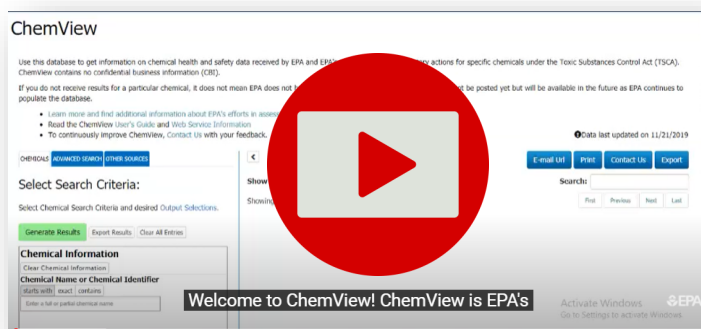 ChemView
Use this database to get information on chemical health and safety data received by EPA and EPA's ary actions for specific chemicals under the Toxic Substances Control Act (TSCA).
ChemView contains no confidential business information (CBI).
If you do not receive results for a particular chemical, it does not mean EPA does not h ot be posted yet but will be available in the future as EPA continues to
populate the database.
• Learn more and find additional information about EPA's efforts in assess
• Read the ChemView User's Guide and Web Service Information
• To continuously improve ChemView, Contact Us with your feedback.
Data last updated on 11/21/2019
CHEMICALS ADVANCED SEARCH OTHER SOURCES
<
E-mail Url Print Contact Us Export
Select Search Criteria:
Show
Search:
Select Chemical Search Criteria and desired Output Selections.
Showing
First Previous Next Last
Generate Results Export Results Clear All Entries
Chemical Information
Clear Chemical Information
Chemical Name or Chemical Identifier
starts with exact contains
Enter a full or partial chemical name
Welcome to ChemView! ChemView is EPA's
Activate Windows
Go to Settings to activate Windows.
EPA